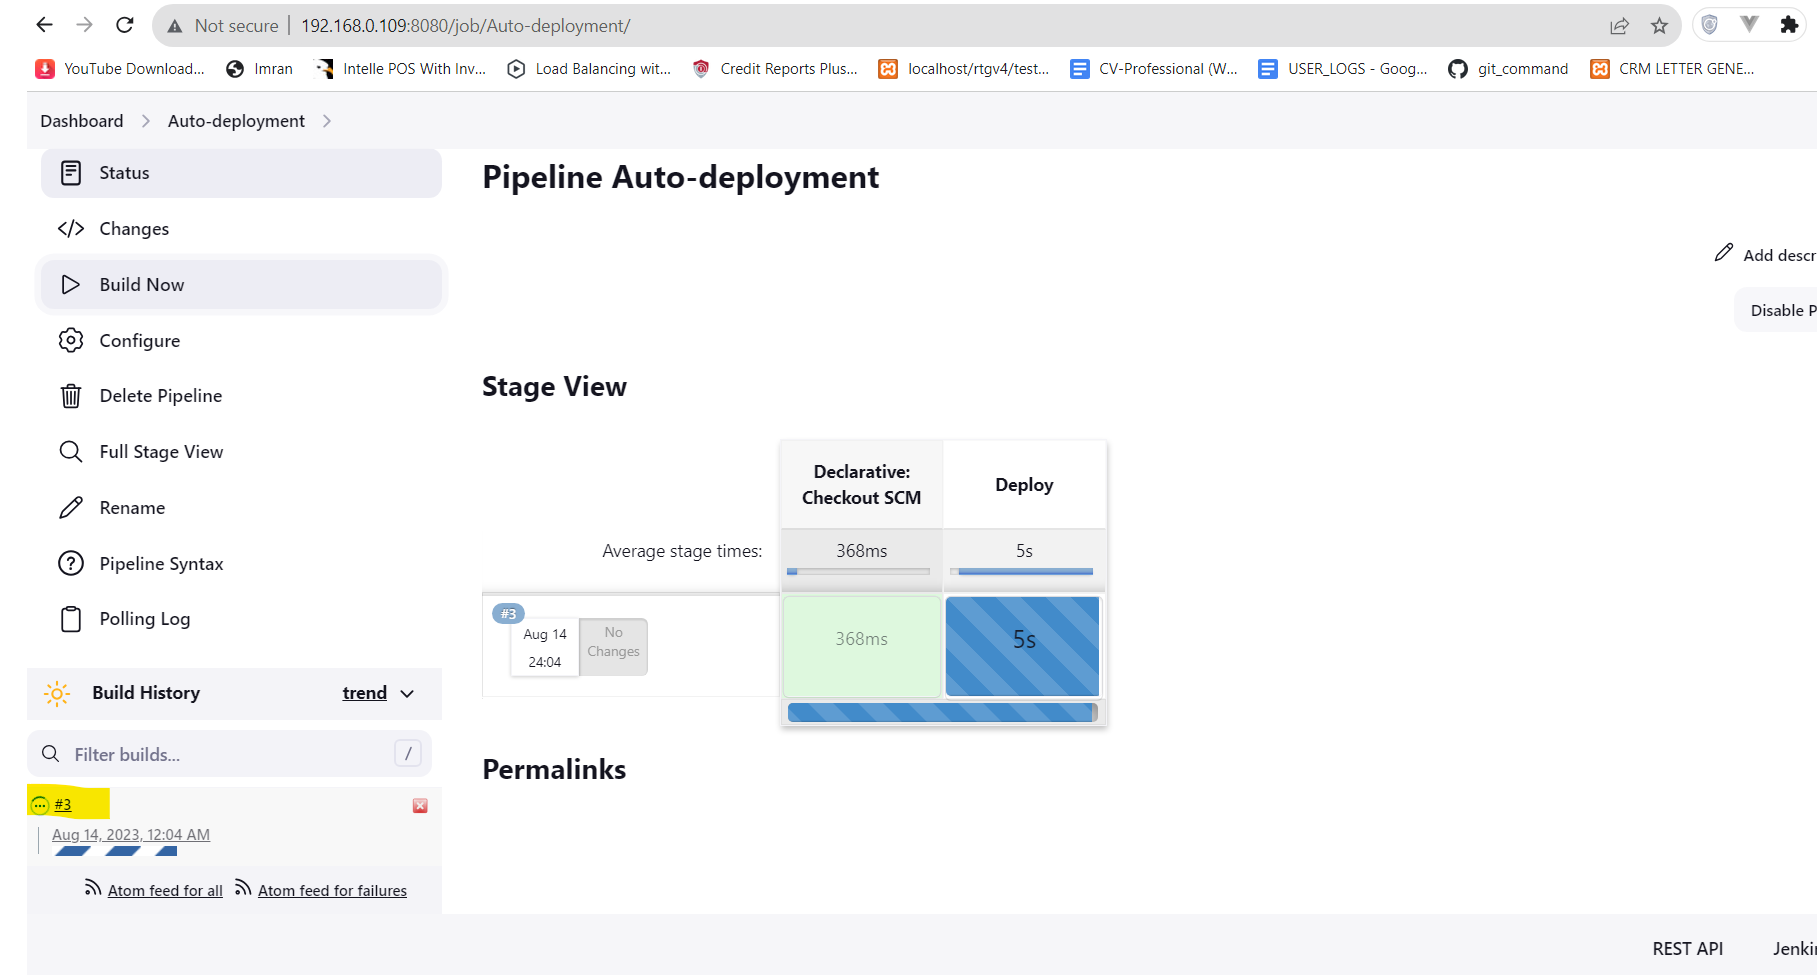 Not secure | 192.168.0.109:8080/job/Auto-deployment/
YouTube Download... Imran Intelle POS With Inv... Load Balancing wit... Credit Reports Plus... localhost/rtgv4/test... CV-Professional (W... USER_LOGS - Goog... git_command CRM LETTER GENE...
Dashboard > Auto-deployment >
Status
Changes
Build Now
Configure
Delete Pipeline
Full Stage View
Rename
Pipeline Syntax
Polling Log
Build History trend
Filter builds... /
#3
Aug 14, 2023, 12:04 AM
Atom feed for all Atom feed for failures
Pipeline Auto-deployment
Add descr
Disable P
Stage View
Declarative:
Checkout SCM
Deploy
Average stage times: 368ms 5s
#3
Aug 14
24:04
No
Changes
368ms 5s
Permalinks
REST API Jenki